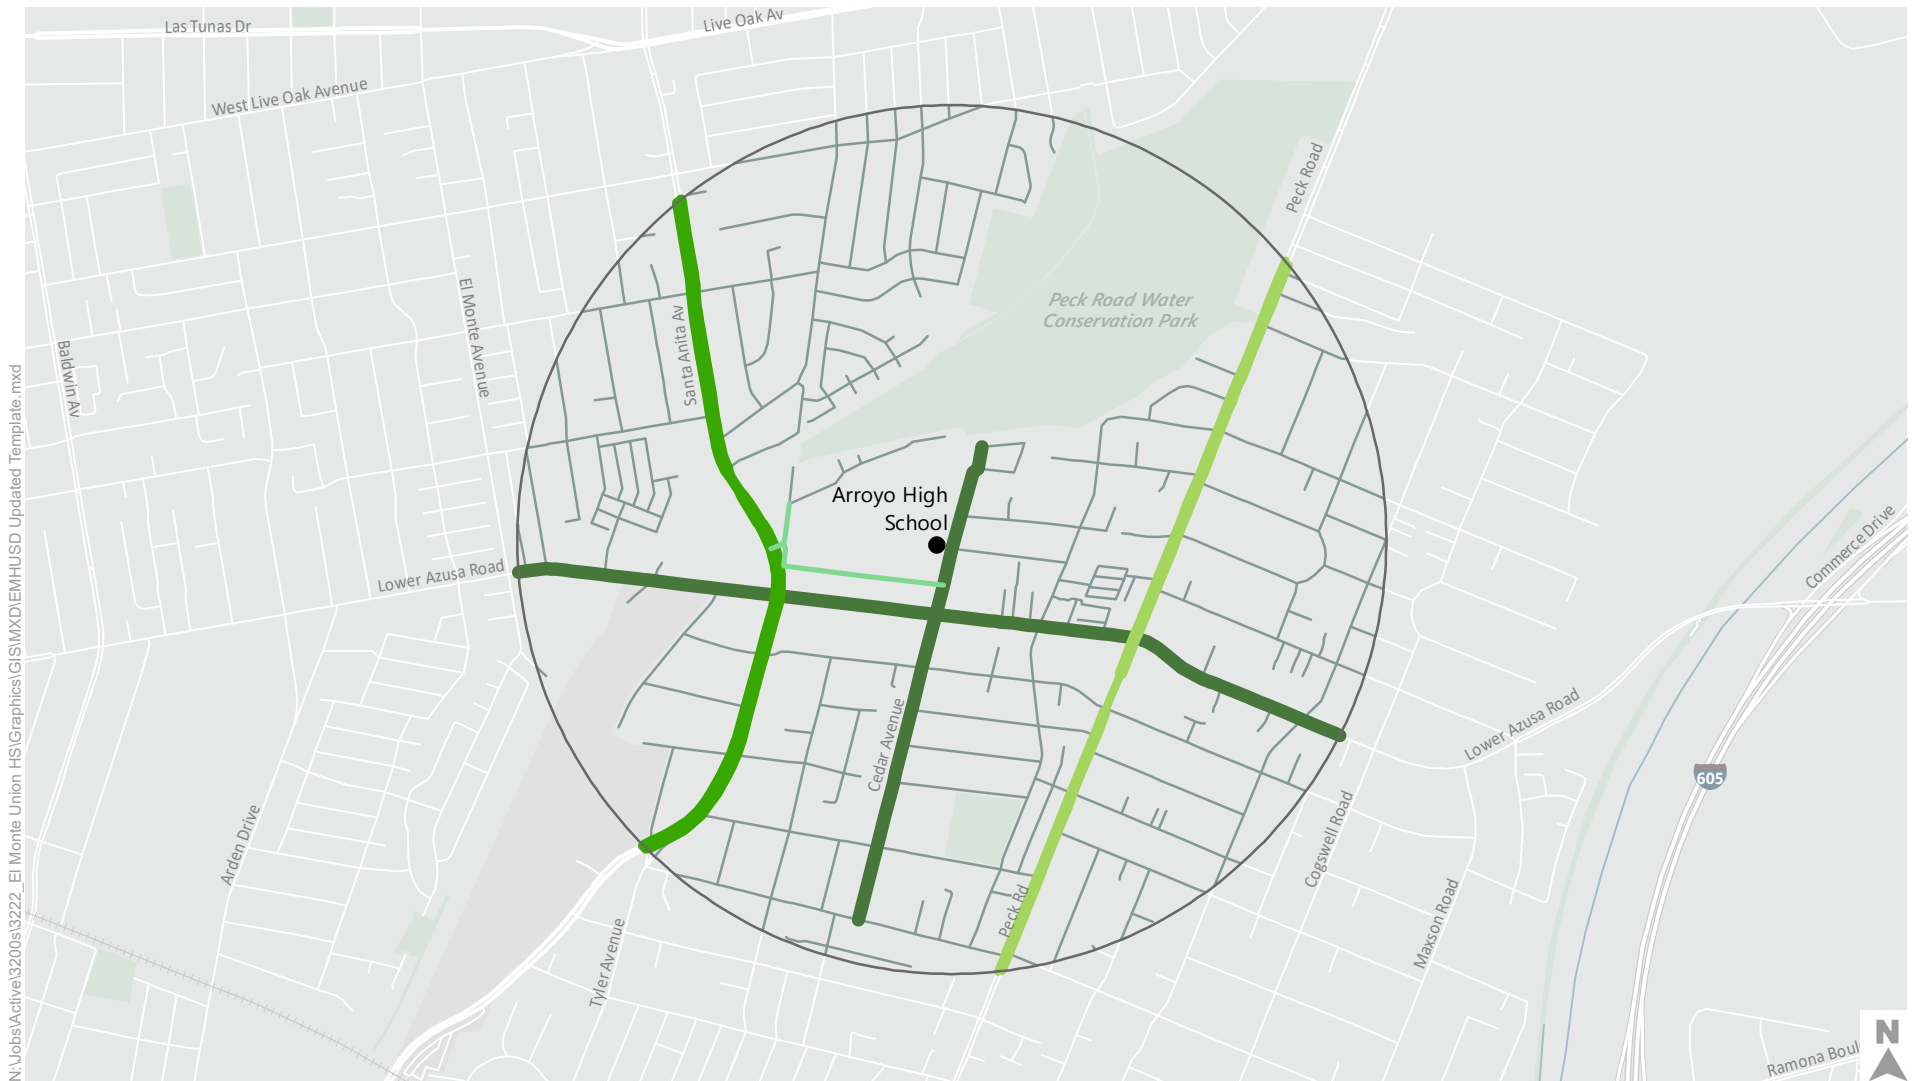 Las Tunas Dr
Live Oak Av
West Live Oak Avenue
Peck Road
El Monte Avenue
Santa Anita Av
Peck Road Water
Conservation Park
Baldwin Av
Arroyo High
School
Commerce Drive
Lower Azusa Road
Lower Azusa Road
Cedar Avenue
605
Arden Drive
Cogswell Road
Peck Rd
Maxson Road
Tyler Avenue
N
Ramona Boul
N:\Jobs\Active\3200s\3222_El Monte Union HS\Graphics\GIS\MXD\EMHUSD Updated Template.mxd